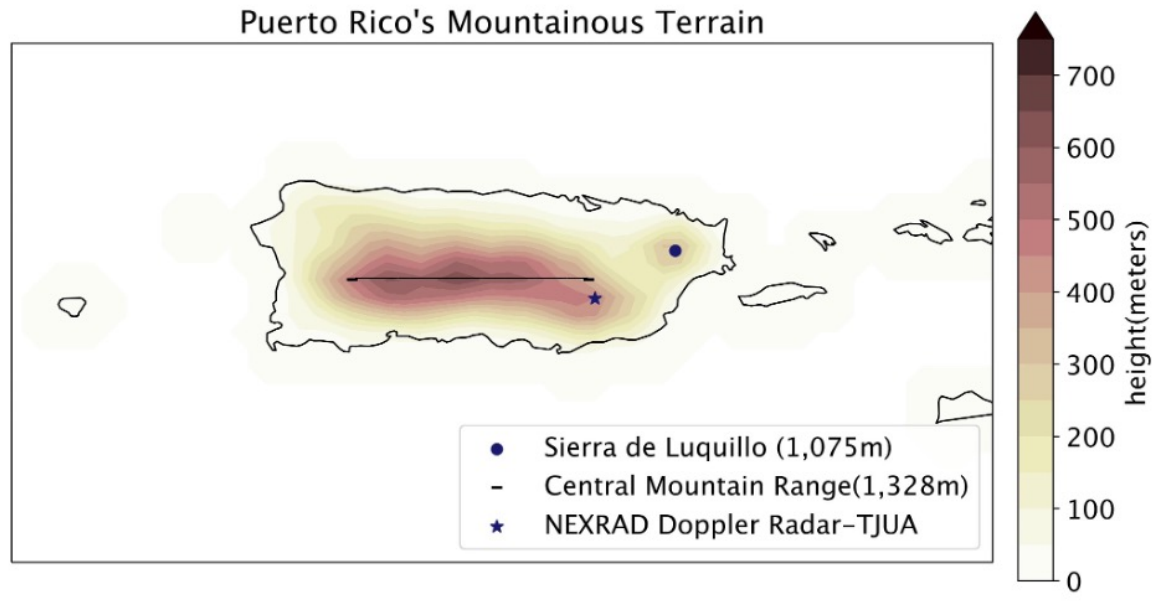 Puerto Rico's Mountainous Terrain
700
600
500
400
300
200
100
0
height(meters)
Sierra de Luquillo (1,075m)
Central Mountain Range(1,328m)
NEXRAD Doppler Radar-TJUA